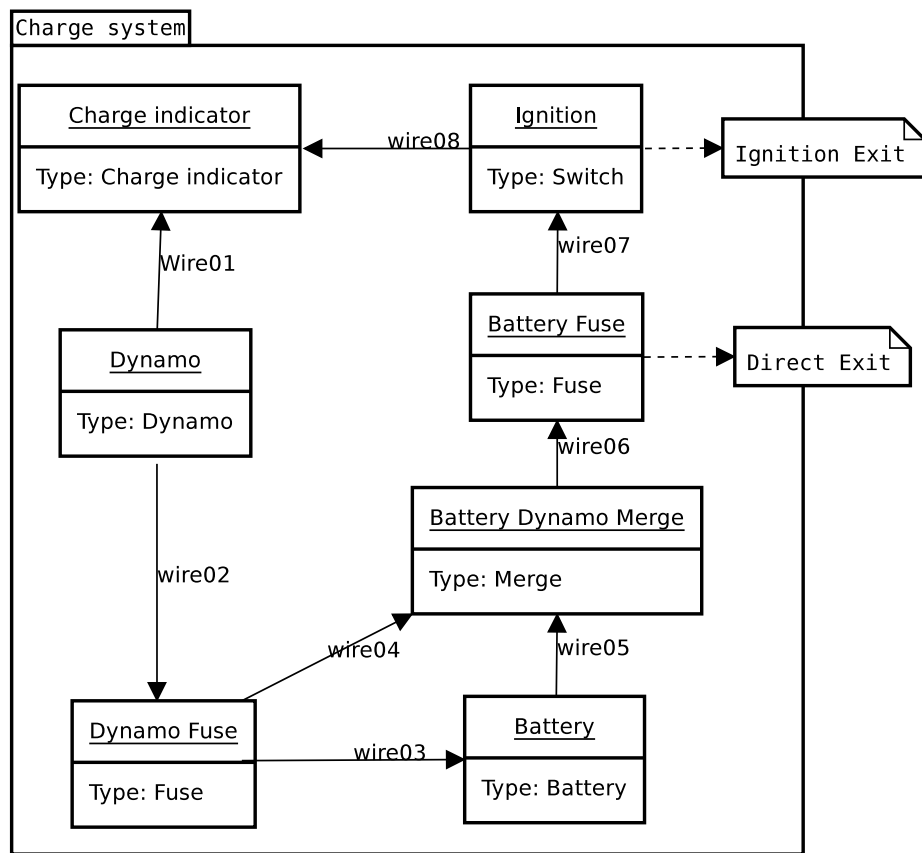 Charge system
Charge indicator
Type: Charge indicator
wire08
Ignition
Type: Switch
Ignition Exit
Wire01
wire07
Dynamo
Type: Dynamo
Battery Fuse
Type: Fuse
Direct Exit
wire06
Battery Dynamo Merge
Type: Merge
wire02
wire04
wire05
Dynamo Fuse
Type: Fuse
wire03
Battery
Type: Battery